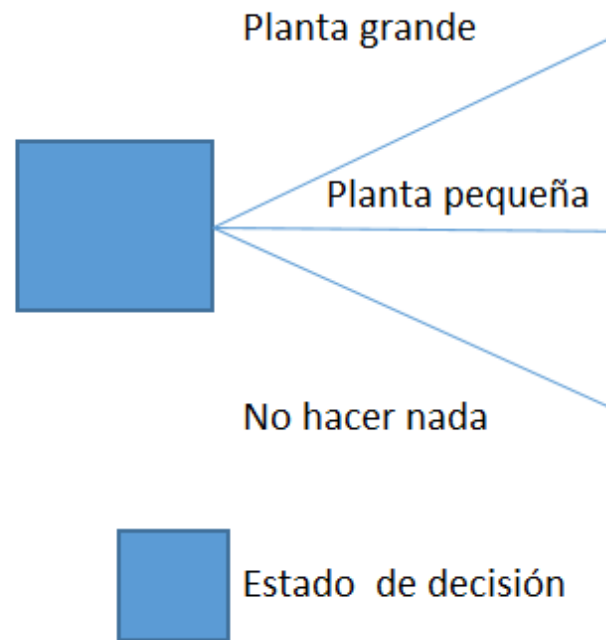 Planta grande
Planta pequeña
No hacer nada
Estado de decisión